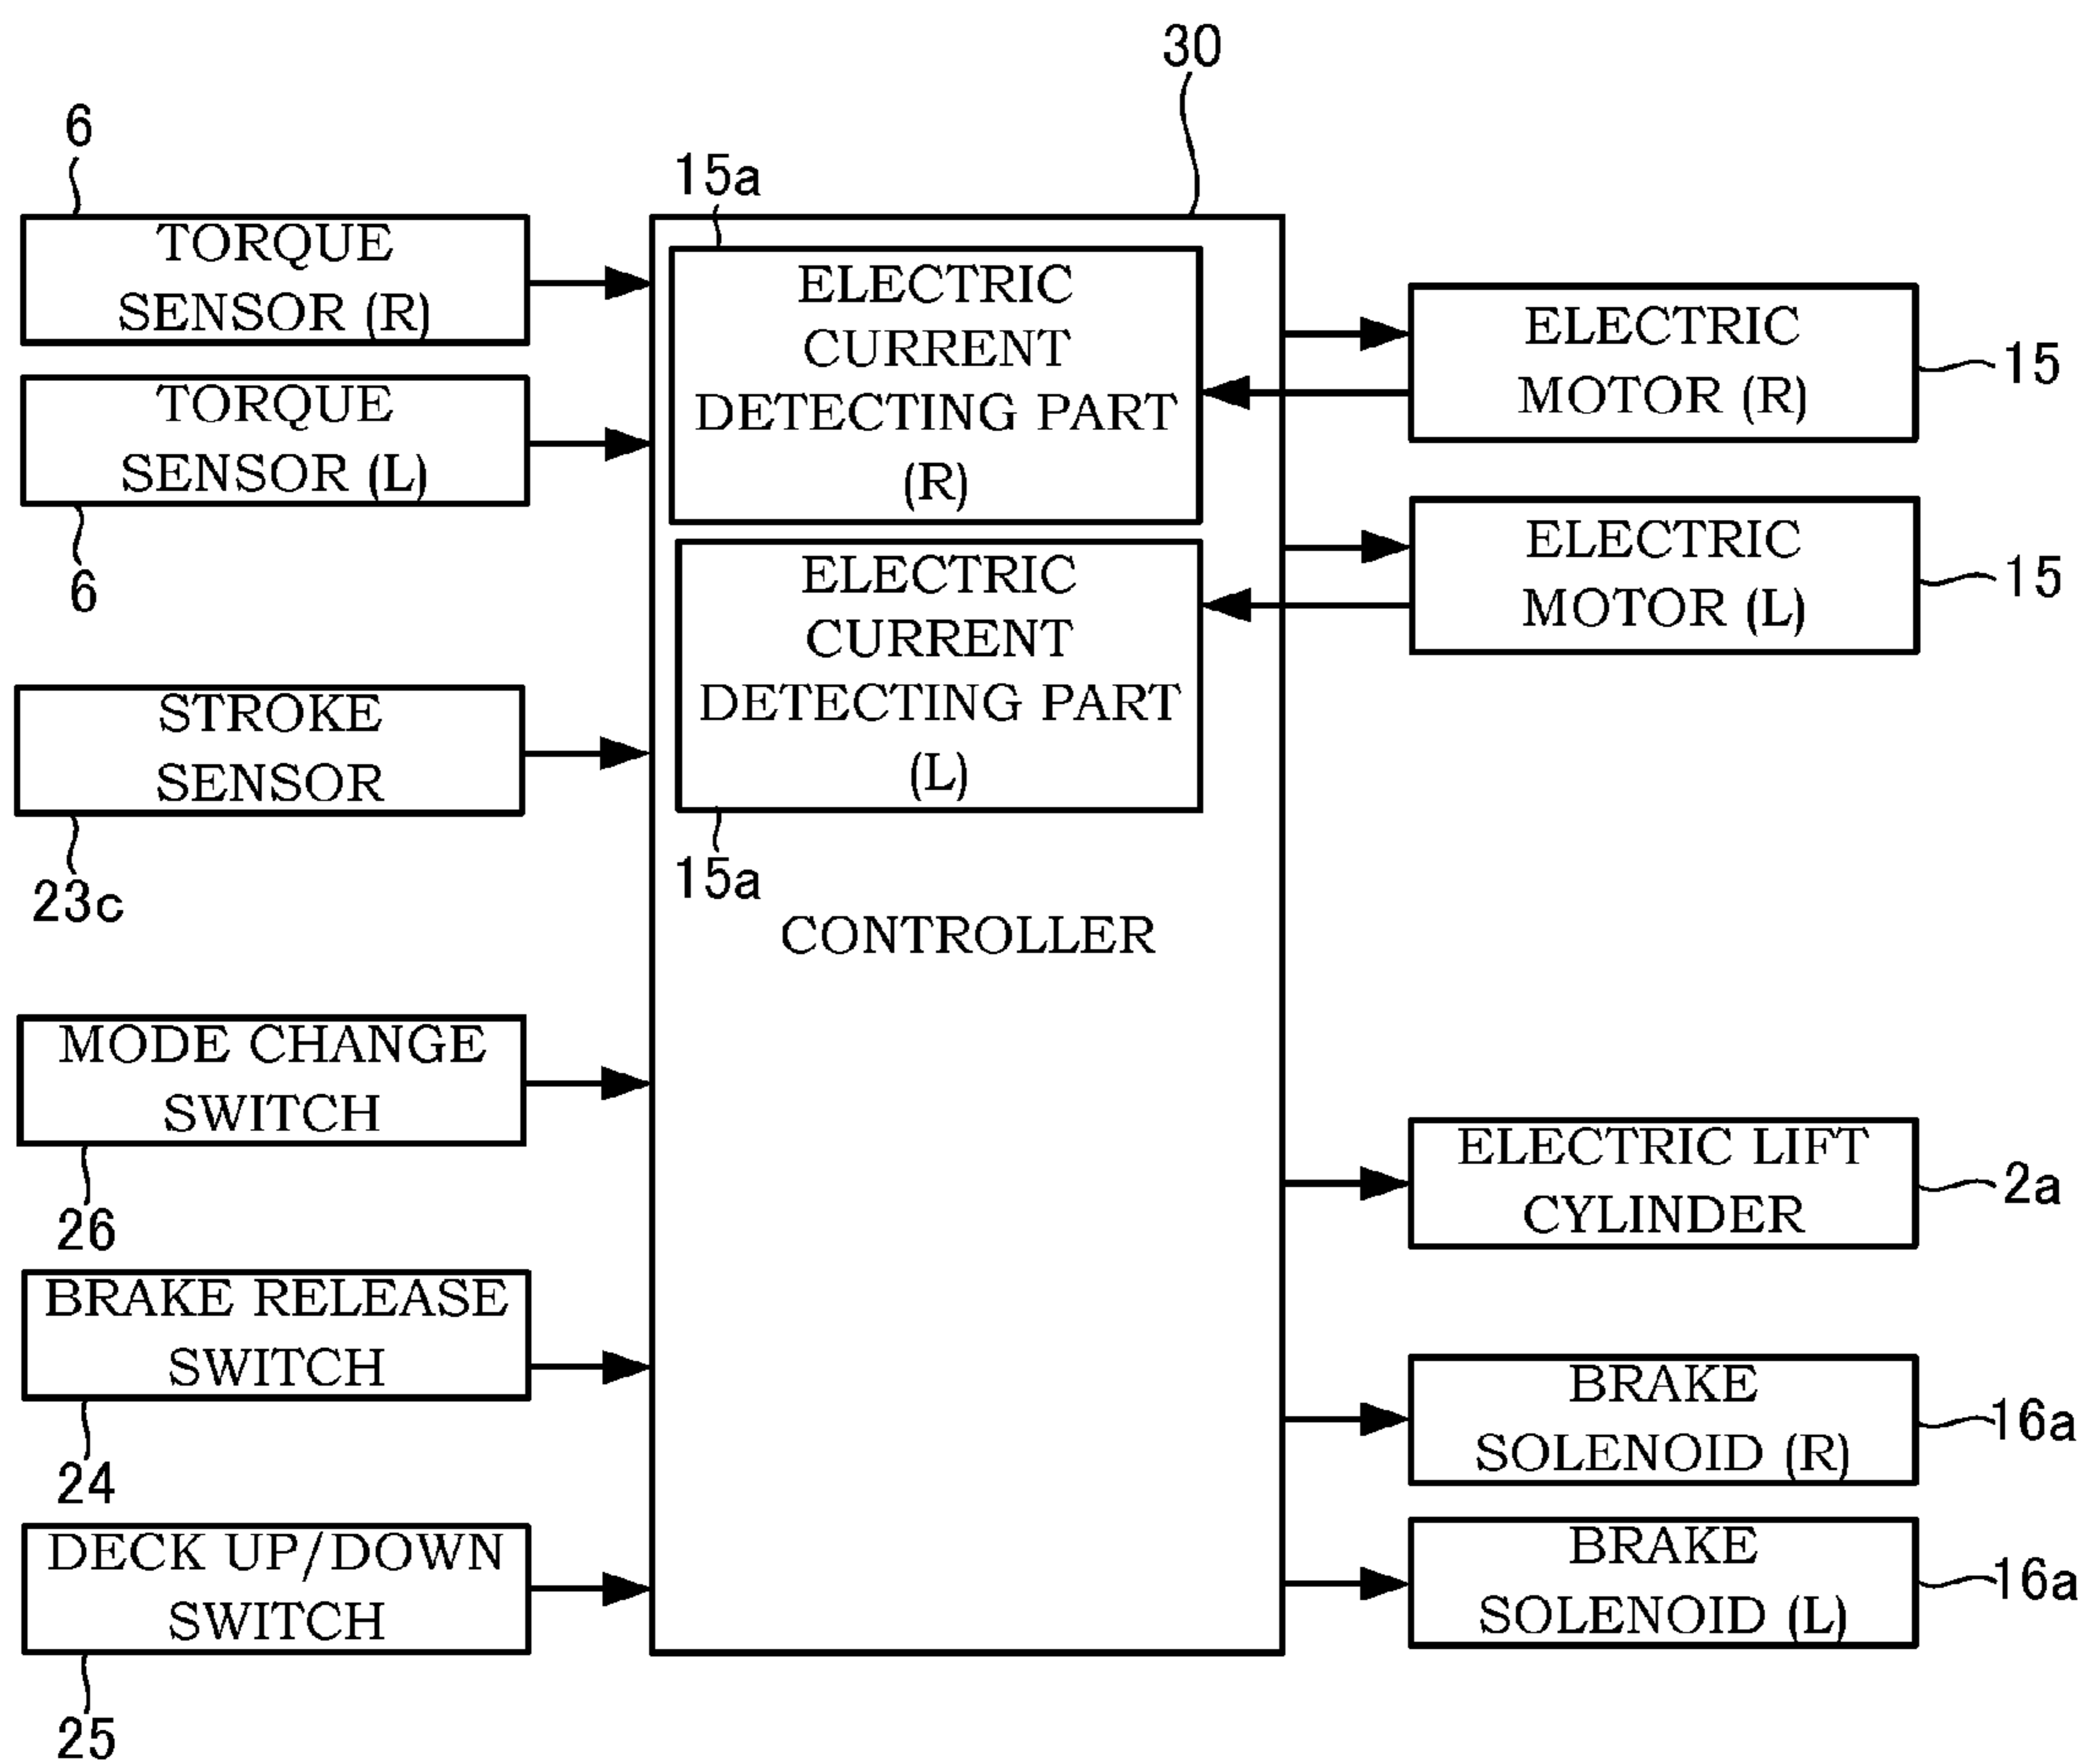 30
6
TORQUE
SENSOR (R)
TORQUE
SENSOR (L)
6
STROKE
SENSOR
23c
MODE CHANGE
SWITCH
26
BRAKE RELEASE
SWITCH
24
DECK UP/DOWN
SWITCH
25
15a
ELECTRIC
CURRENT
DETECTING PART
(R)
ELECTRIC
CURRENT
DETECTING PART
(L)
15a
CONTROLLER
ELECTRIC
MOTOR (R)
15
ELECTRIC
MOTOR (L)
15
ELECTRIC LIFT
CYLINDER
2a
BRAKE
SOLENOID (R)
16a
BRAKE
SOLENOID (L)
16a